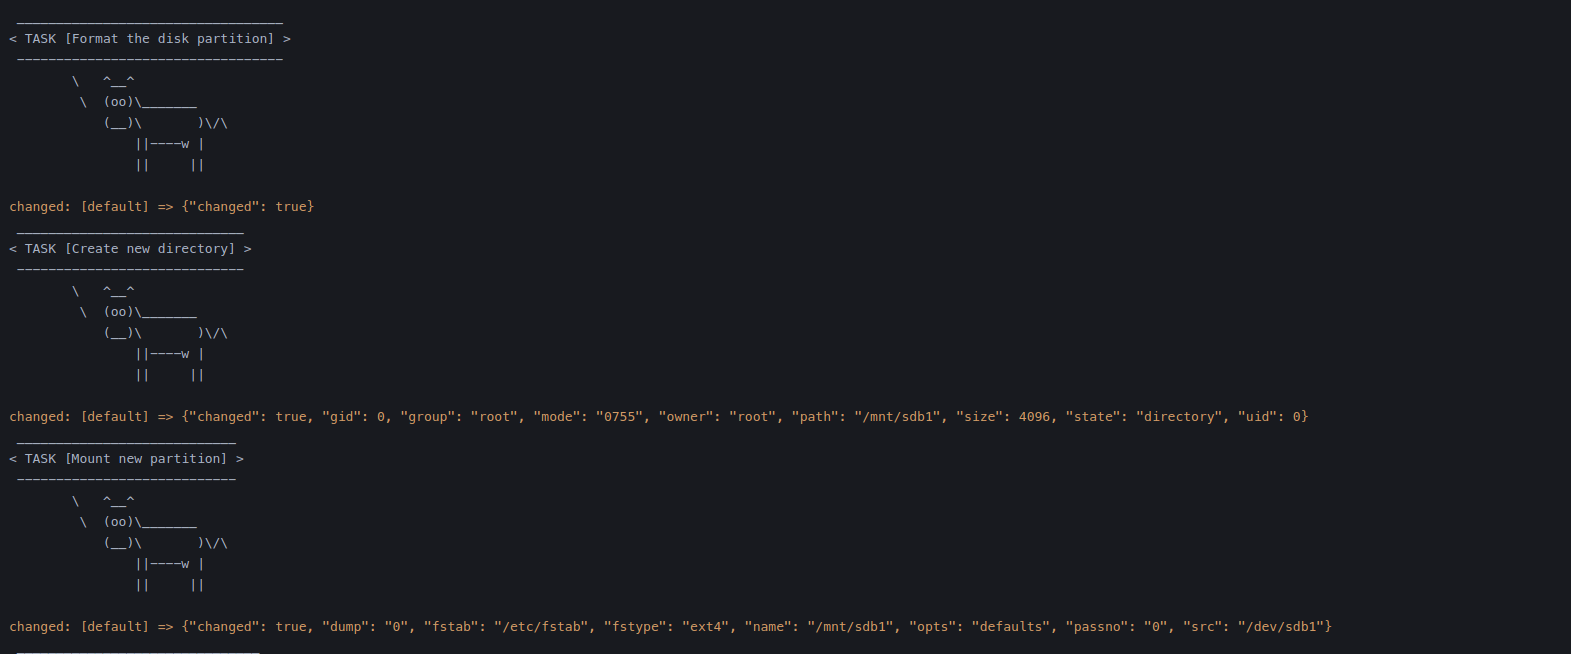 __________________________________
< TASK [Format the disk partition] >
 ----------------------------------
        \   ^__^
         \  (oo)\_______
            (__)\       )\/\
                ||----w |
                ||     ||

changed: [default] => {"changed": true}
 _____________________________
< TASK [Create new directory] >
 -----------------------------
        \   ^__^
         \  (oo)\_______
            (__)\       )\/\
                ||----w |
                ||     ||

changed: [default] => {"changed": true, "gid": 0, "group": "root", "mode": "0755", "owner": "root", "path": "/mnt/sdb1", "size": 4096, "state": "directory", "uid": 0}
 ____________________________
< TASK [Mount new partition] >
 ----------------------------
        \   ^__^
         \  (oo)\_______
            (__)\       )\/\
                ||----w |
                ||     ||

changed: [default] => {"changed": true, "dump": "0", "fstab": "/etc/fstab", "fstype": "ext4", "name": "/mnt/sdb1", "opts": "defaults", "passno": "0", "src": "/dev/sdb1"}
 _______________________________